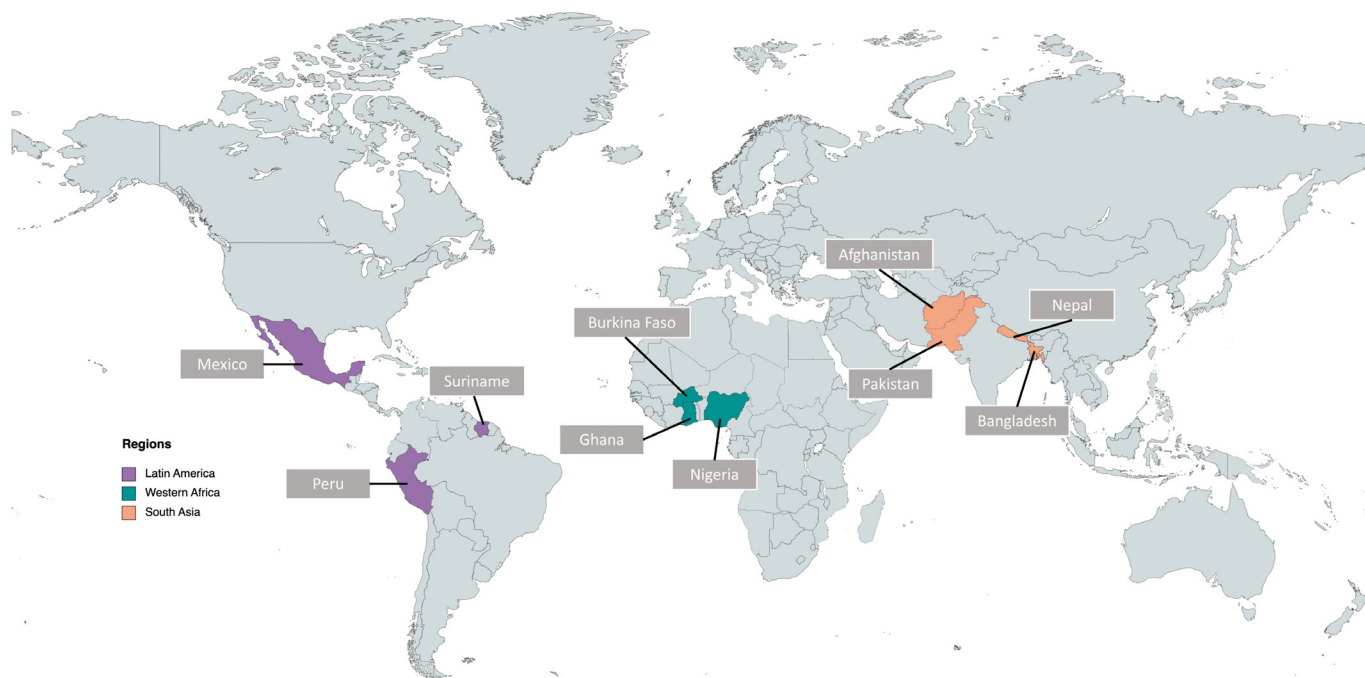 Afghanistan
Nepal
Burkina Faso
Mexico
Suriname
Pakistan
Bangladesh
Ghana
Nigeria
Peru
Regions
Latin America
Western Africa
South Asia